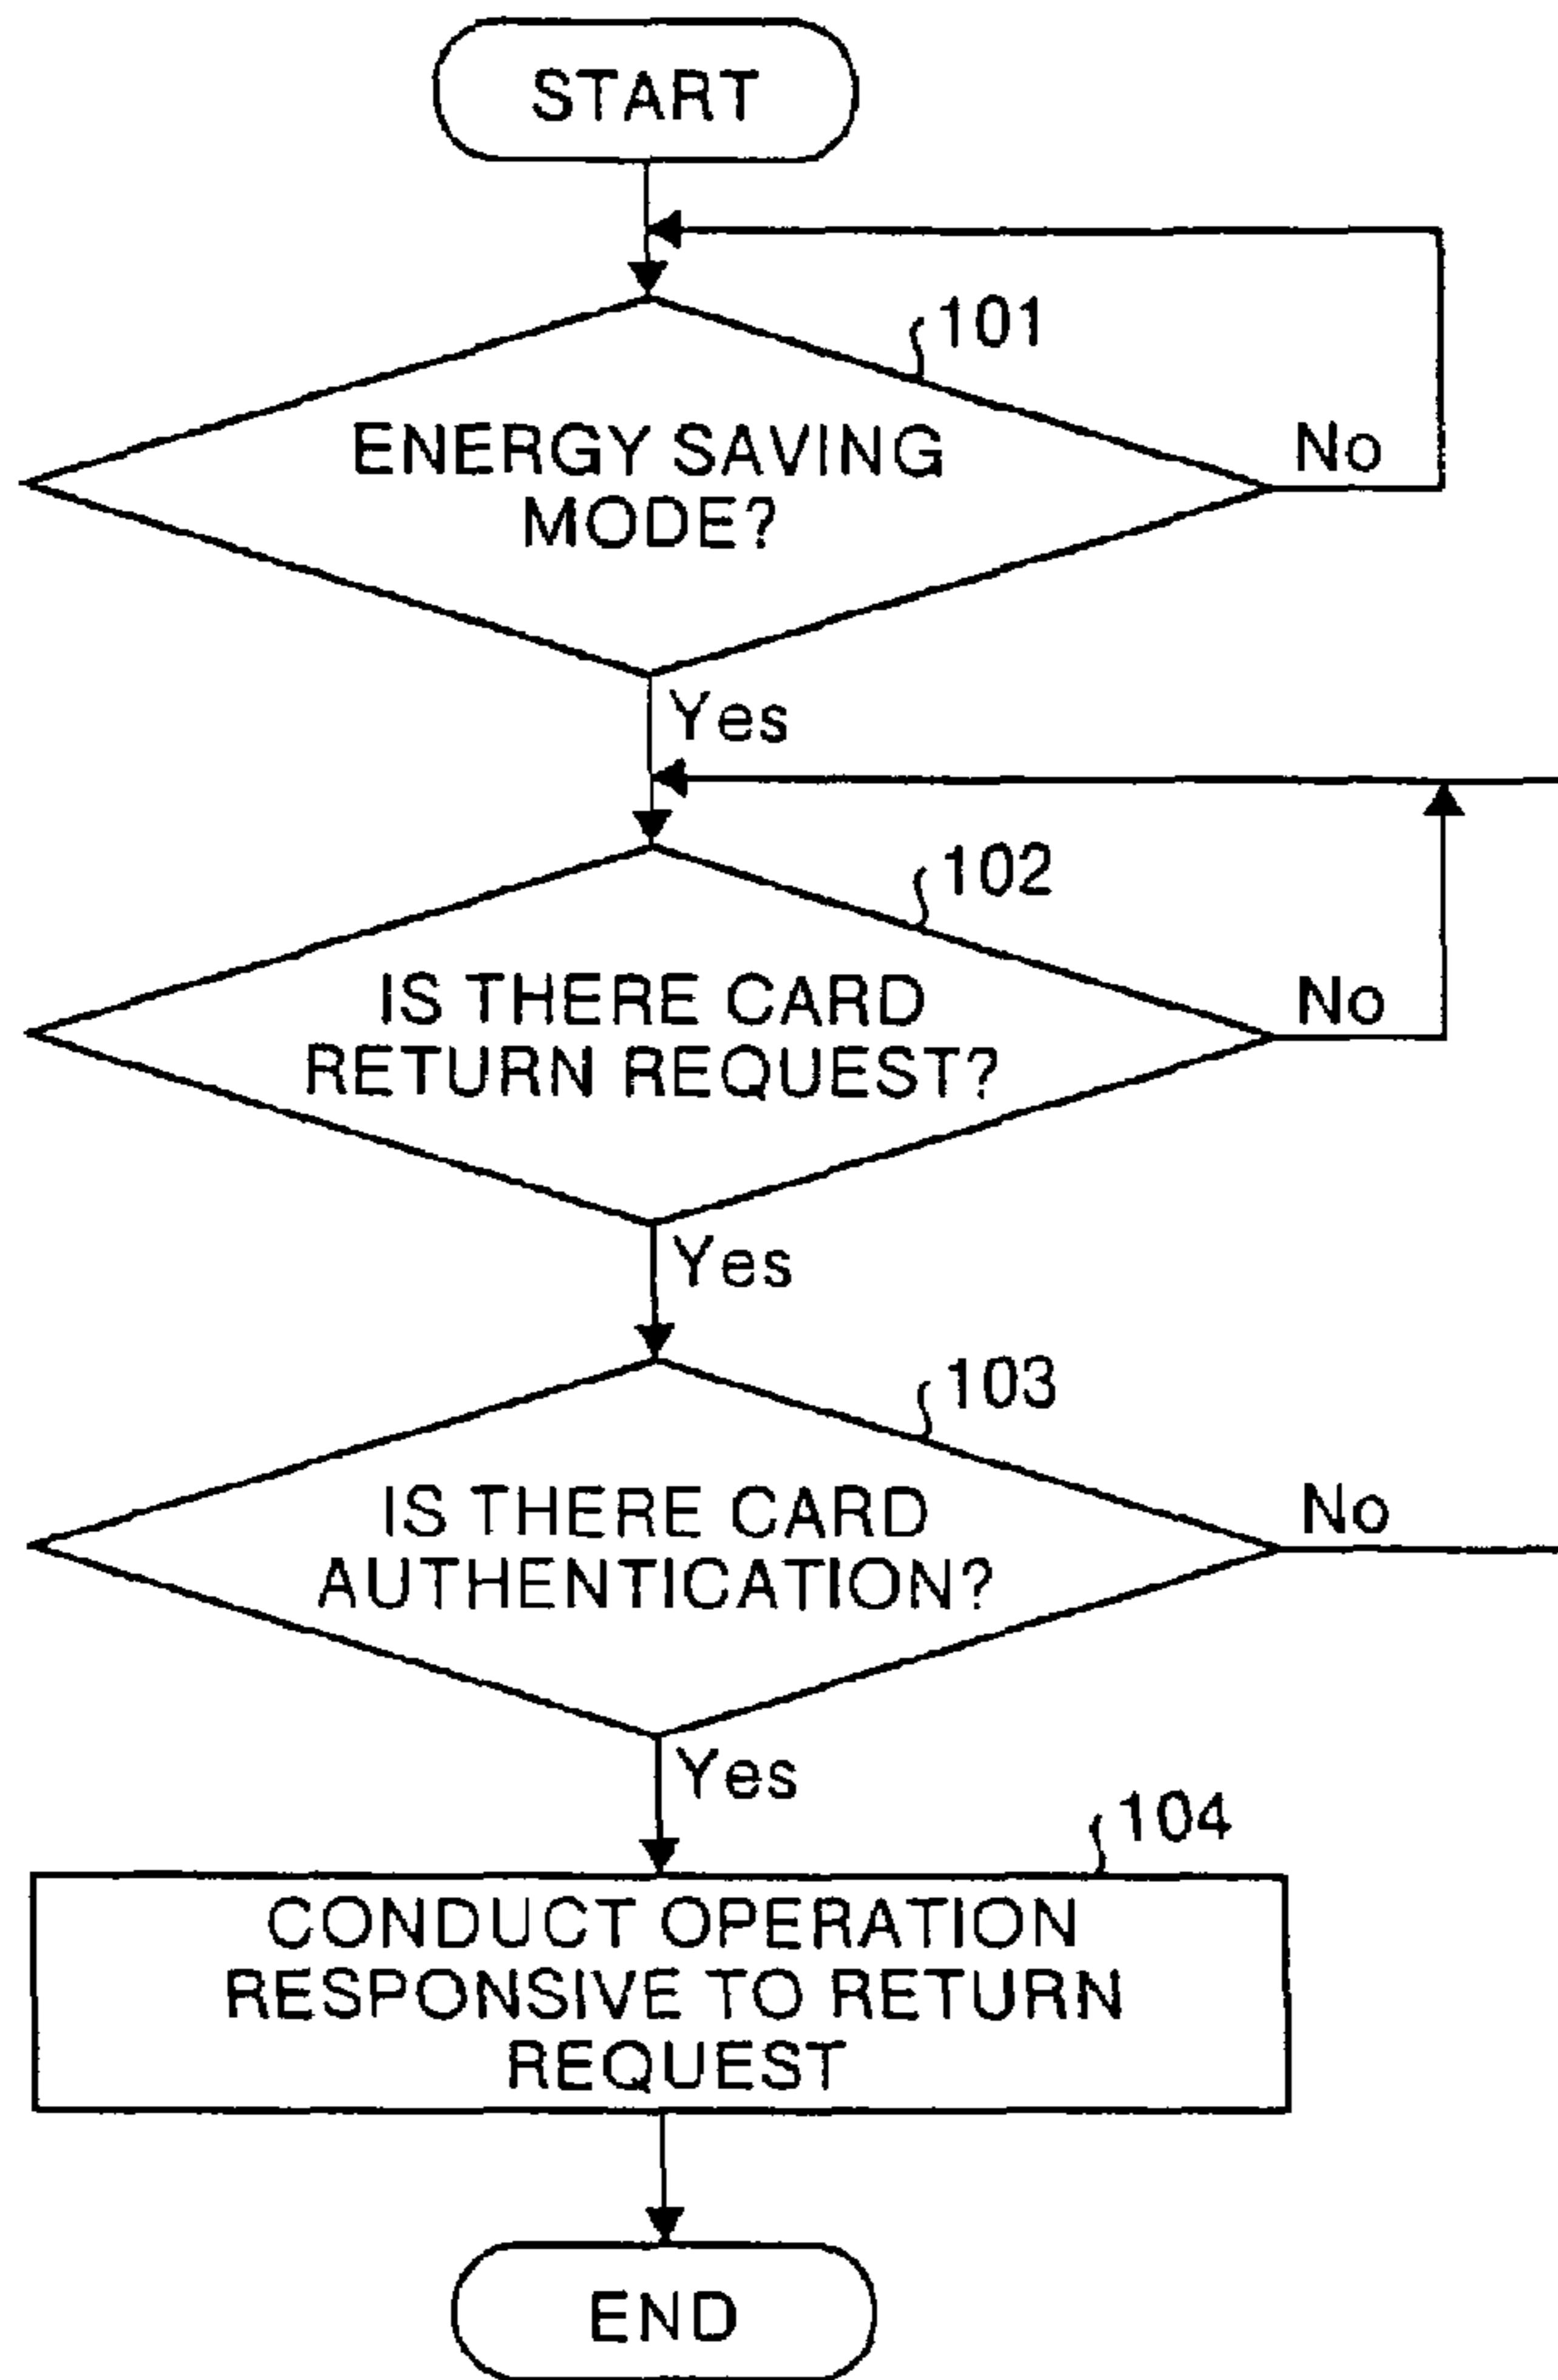 START
101
ENERGY SAVING
MODE?
No
Yes
102
IS THERE CARD
RETURN REQUEST?
No
Yes
103
IS THERE CARD
AUTHENTICATION?
No
Yes
104
CONDUCT OPERATION
RESPONSIVE TO RETURN
REQUEST
END